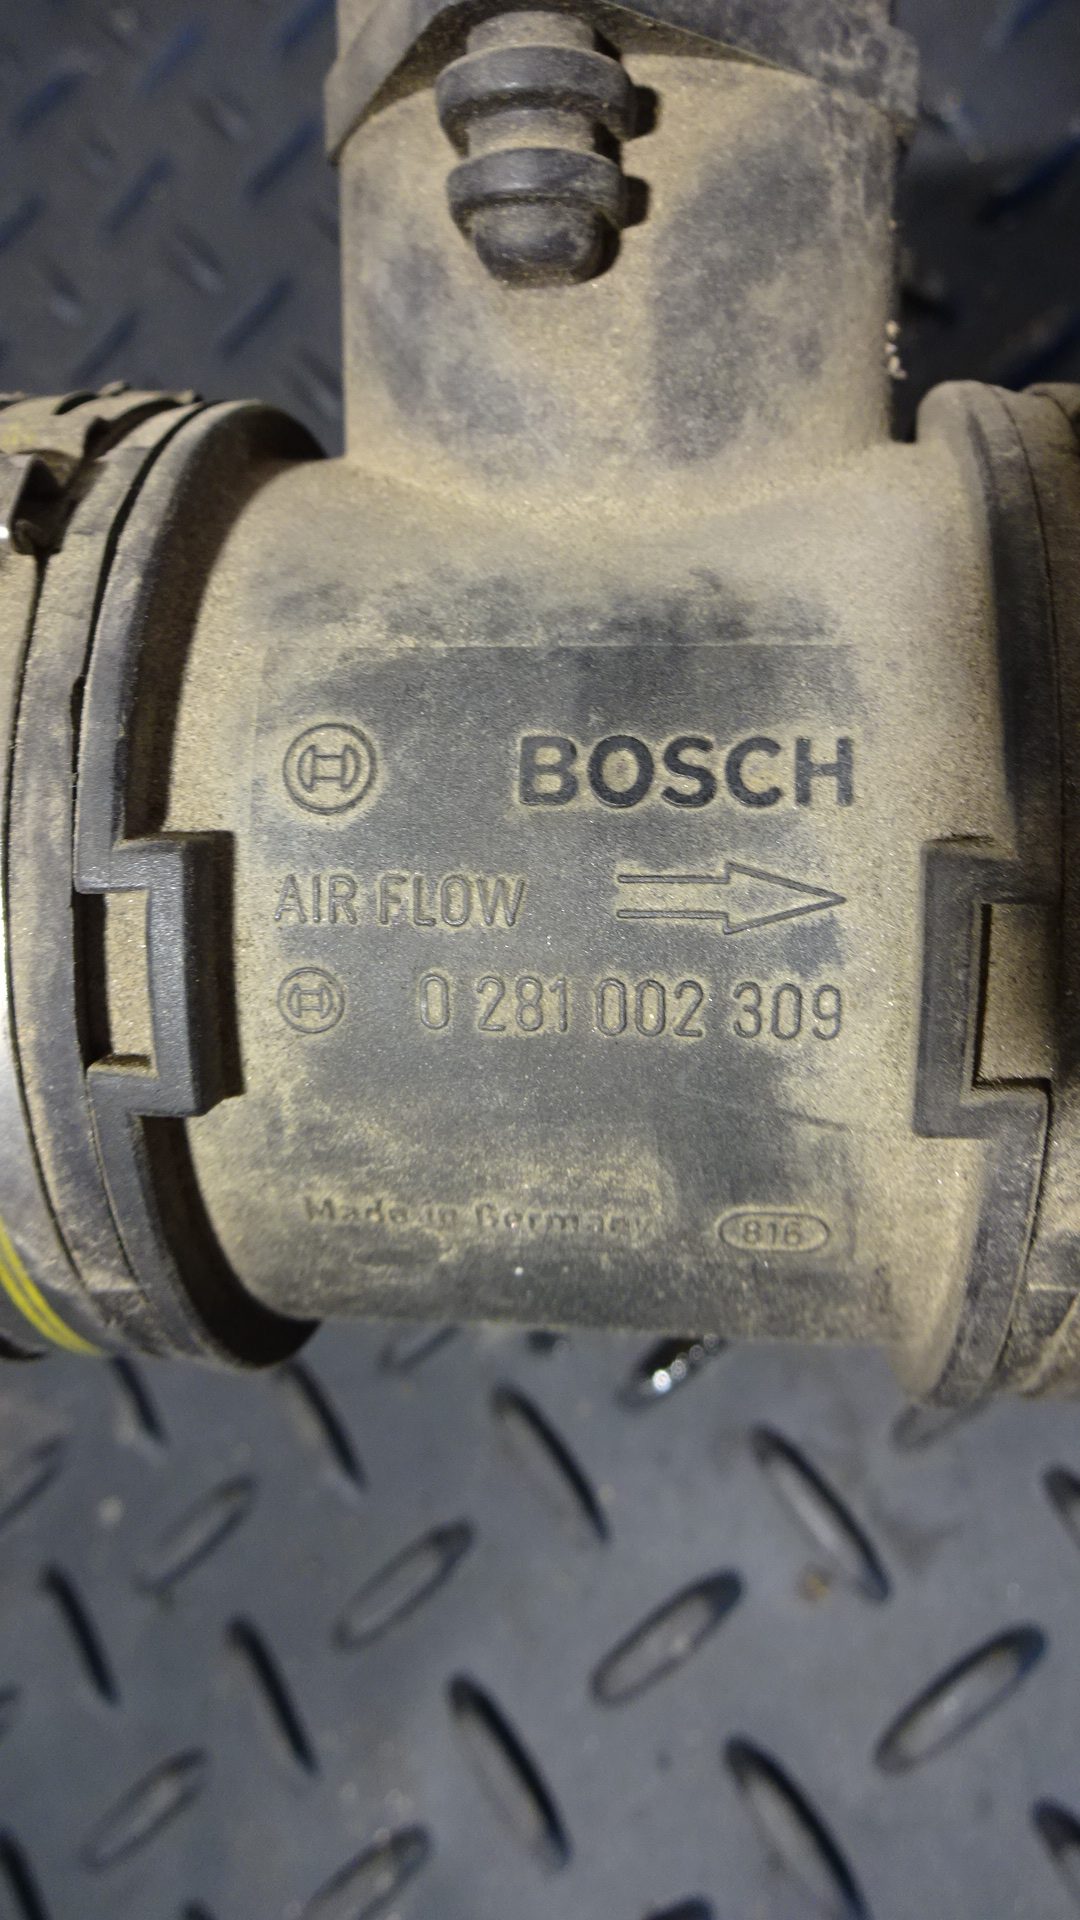 BOSCH
AIR FLOW
0 281 002 309
Made in Germany 816